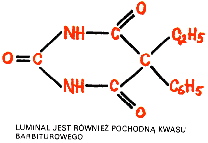 O
NH C C₂H₅
O=C C
NH C C₆H₅
O
LUMINAL JEST RÓWNIEŻ POCHODNĄ KWASU
BARBITUROWEGO